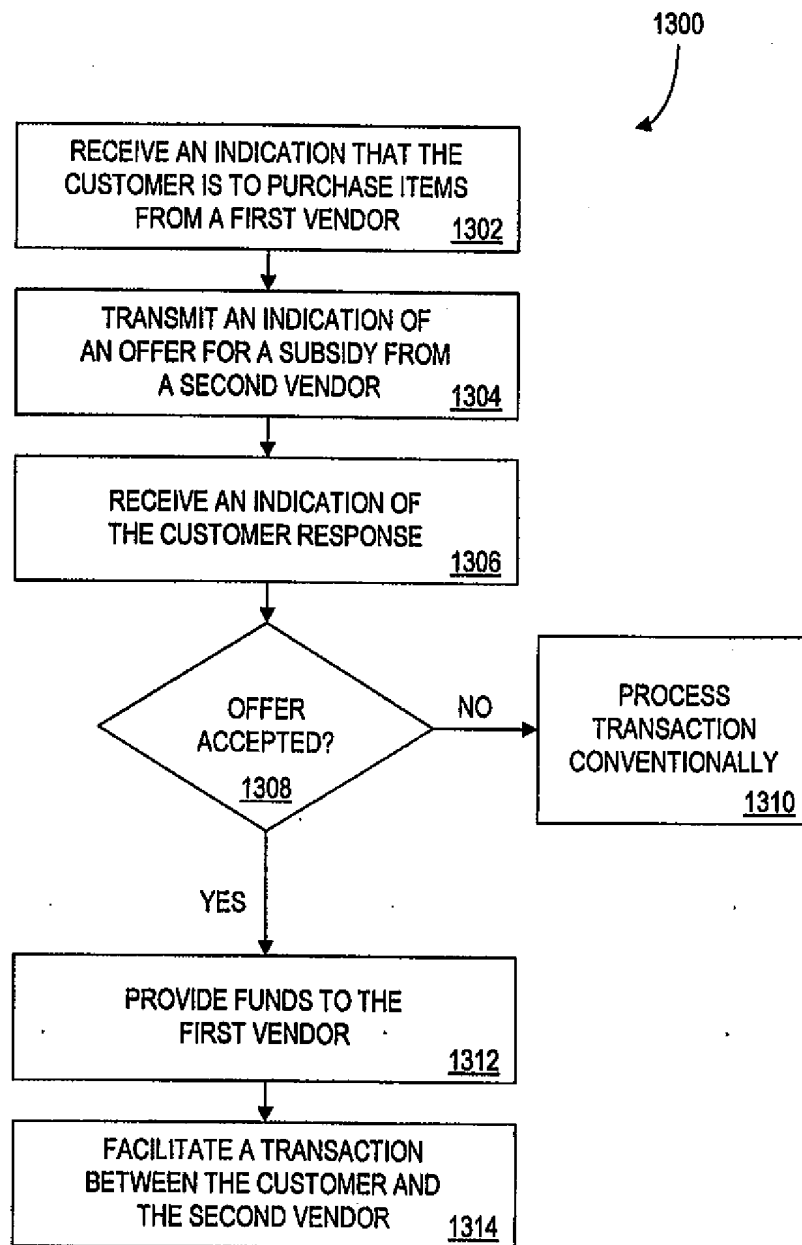 1300
RECEIVE AN INDICATION THAT THE
CUSTOMER IS TO PURCHASE ITEMS
FROM A FIRST VENDOR
1302
TRANSMIT AN INDICATION OF
AN OFFER FOR A SUBSIDY FROM
A SECOND VENDOR
1304
RECEIVE AN INDICATION OF
THE CUSTOMER RESPONSE
1306
OFFER
ACCEPTED?
1308
NO
PROCESS
TRANSACTION
CONVENTIONALLY
1310
YES
PROVIDE FUNDS TO THE
FIRST VENDOR
1312
FACILITATE A TRANSACTION
BETWEEN THE CUSTOMER AND
THE SECOND VENDOR
1314